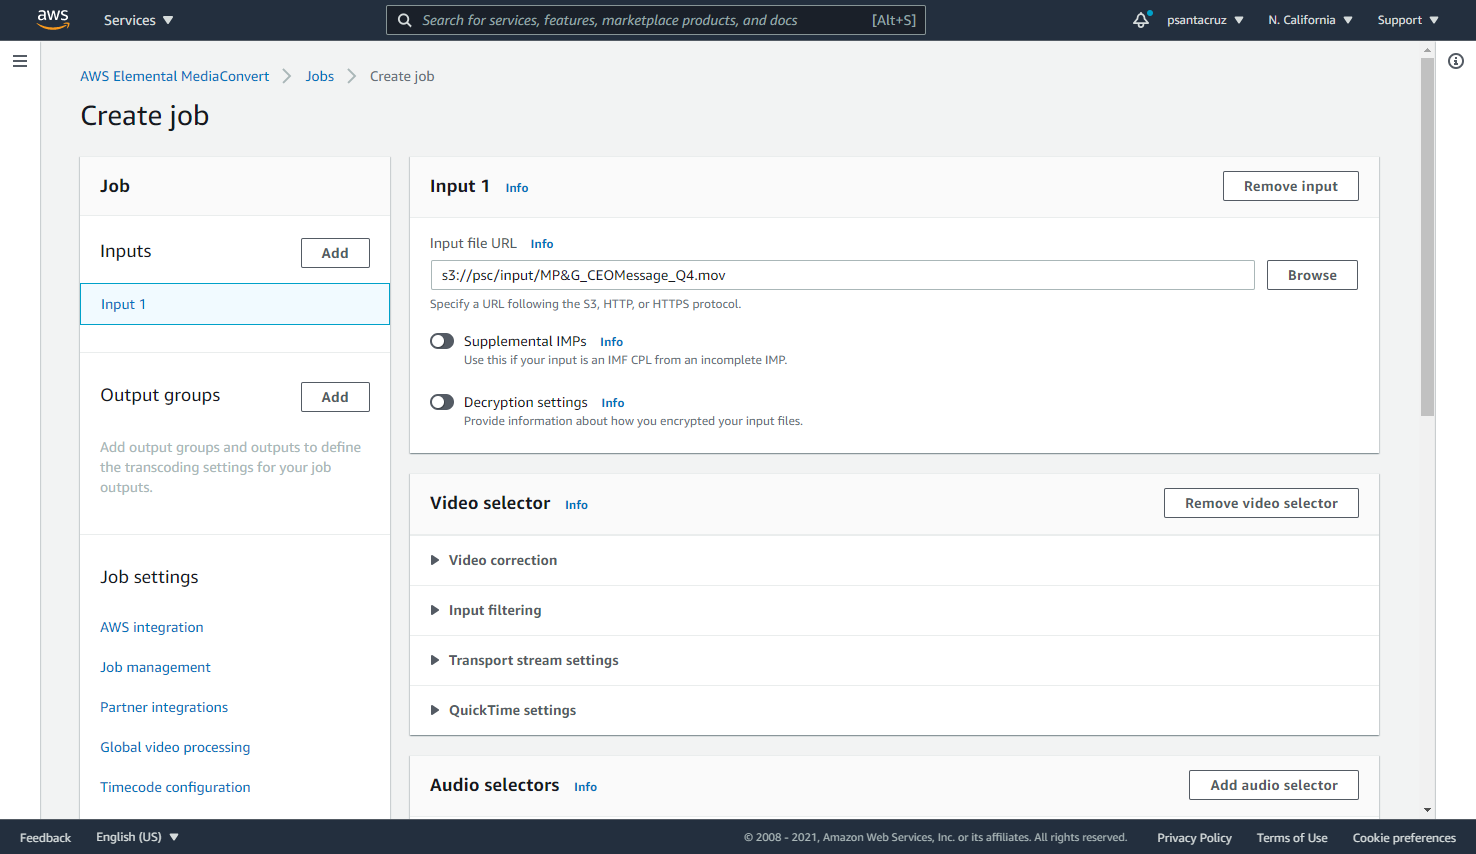 aws
Services
Search for services, features, marketplace products, and docs [Alt+S]
psantacruz
N. California
Support
AWS Elemental MediaConvert
Jobs
Create job
Create job
Job
Inputs
Add
Input 1
Output groups
Add
Add output groups and outputs to define
the transcoding settings for your job
outputs.
Job settings
AWS integration
Job management
Partner integrations
Global video processing
Timecode configuration
Input 1 Info
Remove input
Input file URL Info
s3://psc/input/MP&G_CEOMessage_Q4.mov
Browse
Specify a URL following the S3, HTTP, or HTTPS protocol.
Supplemental IMPs Info
Use this if your input is an IMF CPL from an incomplete IMP.
Decryption settings Info
Provide information about how you encrypted your input files.
Video selector Info
Remove video selector
Video correction
Input filtering
Transport stream settings
QuickTime settings
Audio selectors Info
Add audio selector
Feedback
English (US)
© 2008 - 2021, Amazon Web Services, Inc. or its affiliates. All rights reserved.
Privacy Policy
Terms of Use
Cookie preferences